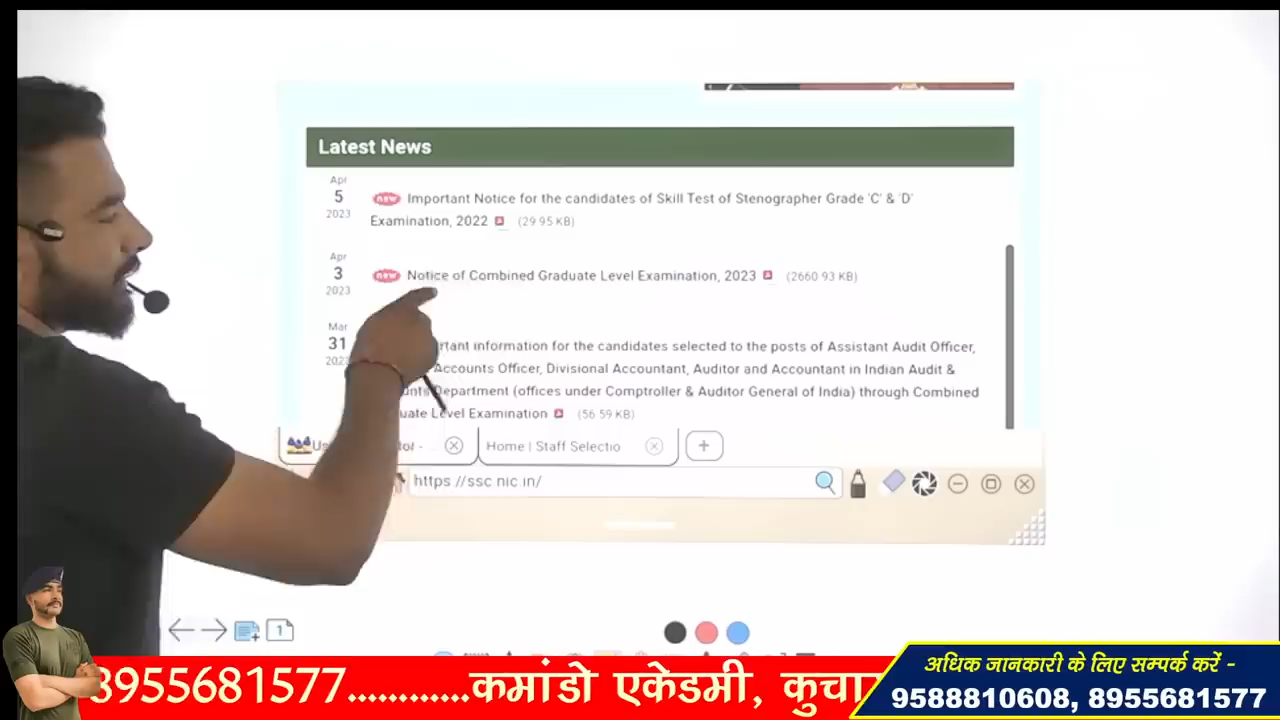 Latest News
Apr
5
2023
new Important Notice for the candidates of Skill Test of Stenographer Grade 'C' & 'D'
Examination, 2022 (29.95 KB)
Apr
3
2023
new Notice of Combined Graduate Level Examination, 2023 (2660.93 KB)
Mar
31
information for the candidates selected to the posts of Assistant Audit Officer,
Accounts Officer, Divisional Accountant, Auditor and Accountant in Indian Audit &
Department (offices under Comptroller & Auditor General of India) through Combined
Level Examination (56.59 KB)
Home | Staff Selectio
https://ssc.nic.in/
1
8955681577...........कमांडो एकेडमी,
अधिक जानकारी के लिए सम्पर्क करें -
9588810608, 8955681577